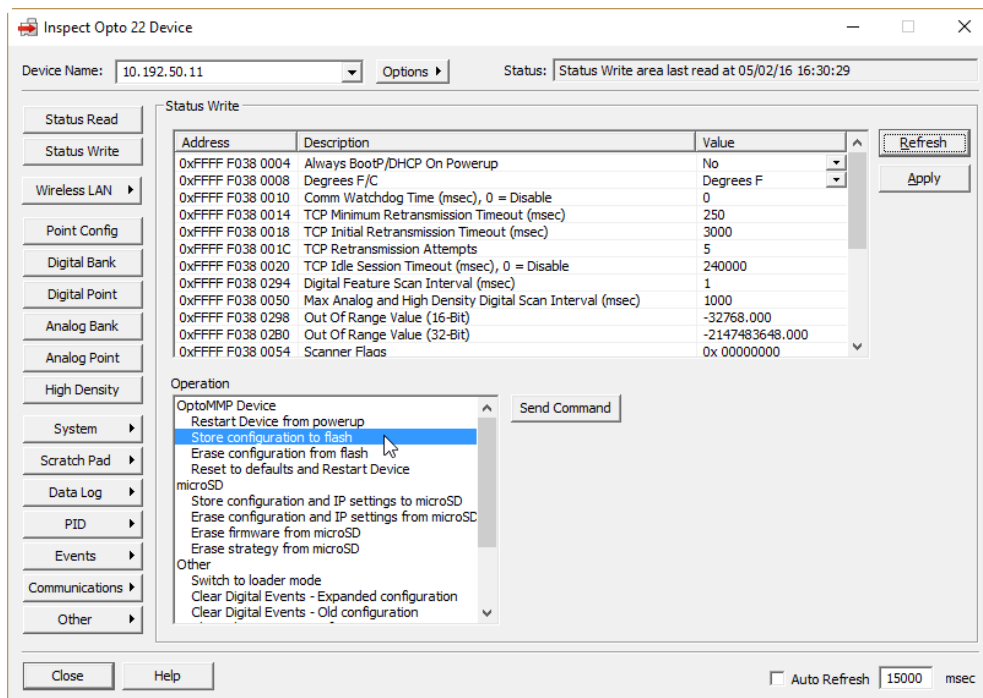 Inspect Opto 22 Device
Device Name: 10.192.50.11 Options Status: Status Write area last read at 05/02/16 16:30:29
Status Read
Status Write
Wireless LAN
Point Config
Digital Bank
Digital Point
Analog Bank
Analog Point
High Density
System
Scratch Pad
Data Log
PID
Events
Communications
Other
Status Write
Address Description Value
0xFFFF F038 0004 Always BootP/DHCP On Powerup No
0xFFFF F038 0008 Degrees F/C Degrees F
0xFFFF F038 0010 Comm Watchdog Time (msec), 0 = Disable 0
0xFFFF F038 0014 TCP Minimum Retransmission Timeout (msec) 250
0xFFFF F038 0018 TCP Initial Retransmission Timeout (msec) 3000
0xFFFF F038 001C TCP Retransmission Attempts 5
0xFFFF F038 0020 TCP Idle Session Timeout (msec), 0 = Disable 240000
0xFFFF F038 0294 Digital Feature Scan Interval (msec) 1
0xFFFF F038 0050 Max Analog and High Density Digital Scan Interval (msec) 1000
0xFFFF F038 0298 Out Of Range Value (16-Bit) -32768.000
0xFFFF F038 02B0 Out Of Range Value (32-Bit) -2147483648.000
0xFFFF F038 0054 Scanner Flags 0x 00000000
Refresh
Apply
Operation
OptoMMP Device
Restart Device from powerup
Store configuration to flash
Erase configuration from flash
Reset to defaults and Restart Device
microSD
Store configuration and IP settings to microSD
Erase configuration and IP settings from microSD
Erase firmware from microSD
Erase strategy from microSD
Other
Switch to loader mode
Clear Digital Events - Expanded configuration
Clear Digital Events - Old configuration
Send Command
Close Help Auto Refresh 15000 msec